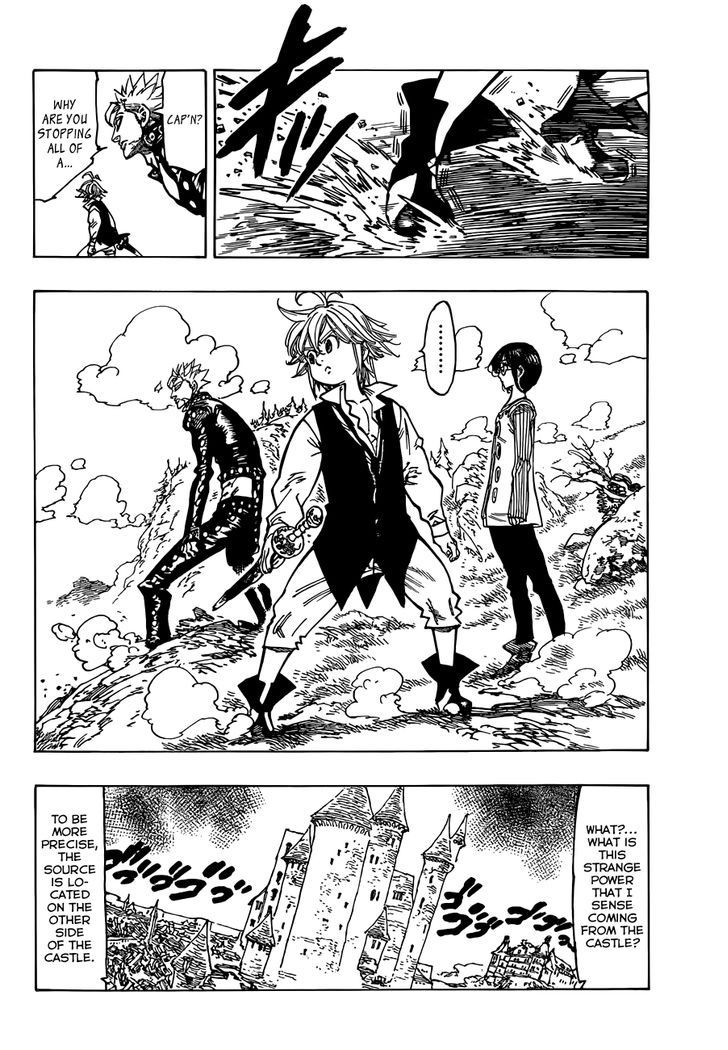 CAP'N?
WHY
ARE YOU
STOPPING
ALL OF
A...
........
WHAT?...
WHAT IS
THIS
STRANGE
POWER
THAT I
SENSE
COMING
FROM THE
CASTLE?
TO BE
MORE
PRECISE,
THE
SOURCE
IS LO-
CATED
ON THE
OTHER
SIDE
OF THE
CASTLE.